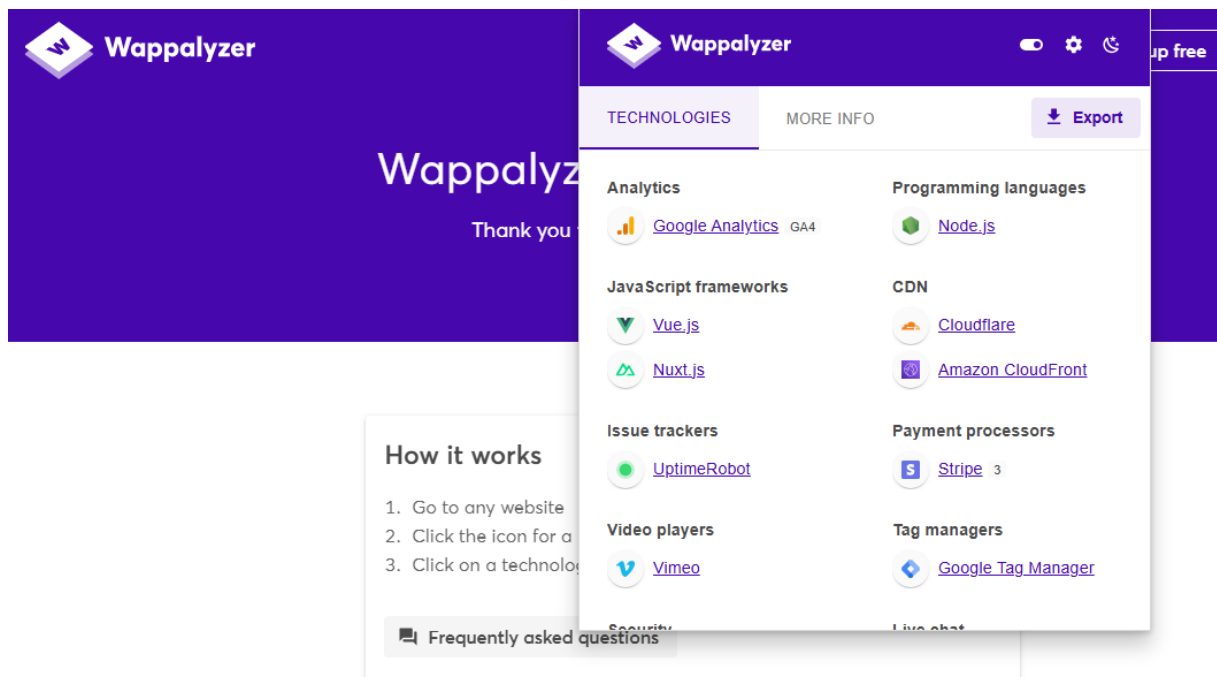 Wappalyzer
Wappalyzer
up free
TECHNOLOGIES
MORE INFO
Export
Wappalyz
Thank you
Analytics
Google Analytics GA4
Programming languages
Node.js
JavaScript frameworks
Vue.js
Nuxt.js
CDN
Cloudflare
Amazon CloudFront
Issue trackers
UptimeRobot
Payment processors
Stripe 3
Video players
Vimeo
Tag managers
Google Tag Manager
Security
Live chat
How it works
1. Go to any website
2. Click the icon for a
3. Click on a technolog
Frequently asked questions